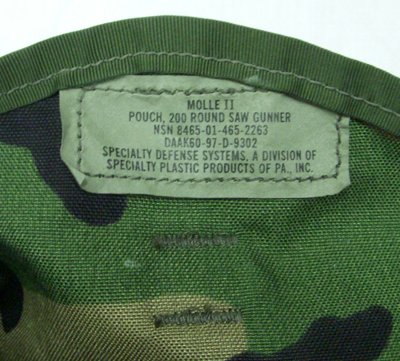 MOLLE II
POUCH, 200 ROUND SAW GUNNER
NSN 8465-01-465-2263
DAAK60-97-D-9302
SPECIALTY DEFENSE SYSTEMS, A DIVISION OF
SPECIALTY PLASTIC PRODUCTS OF PA., INC.